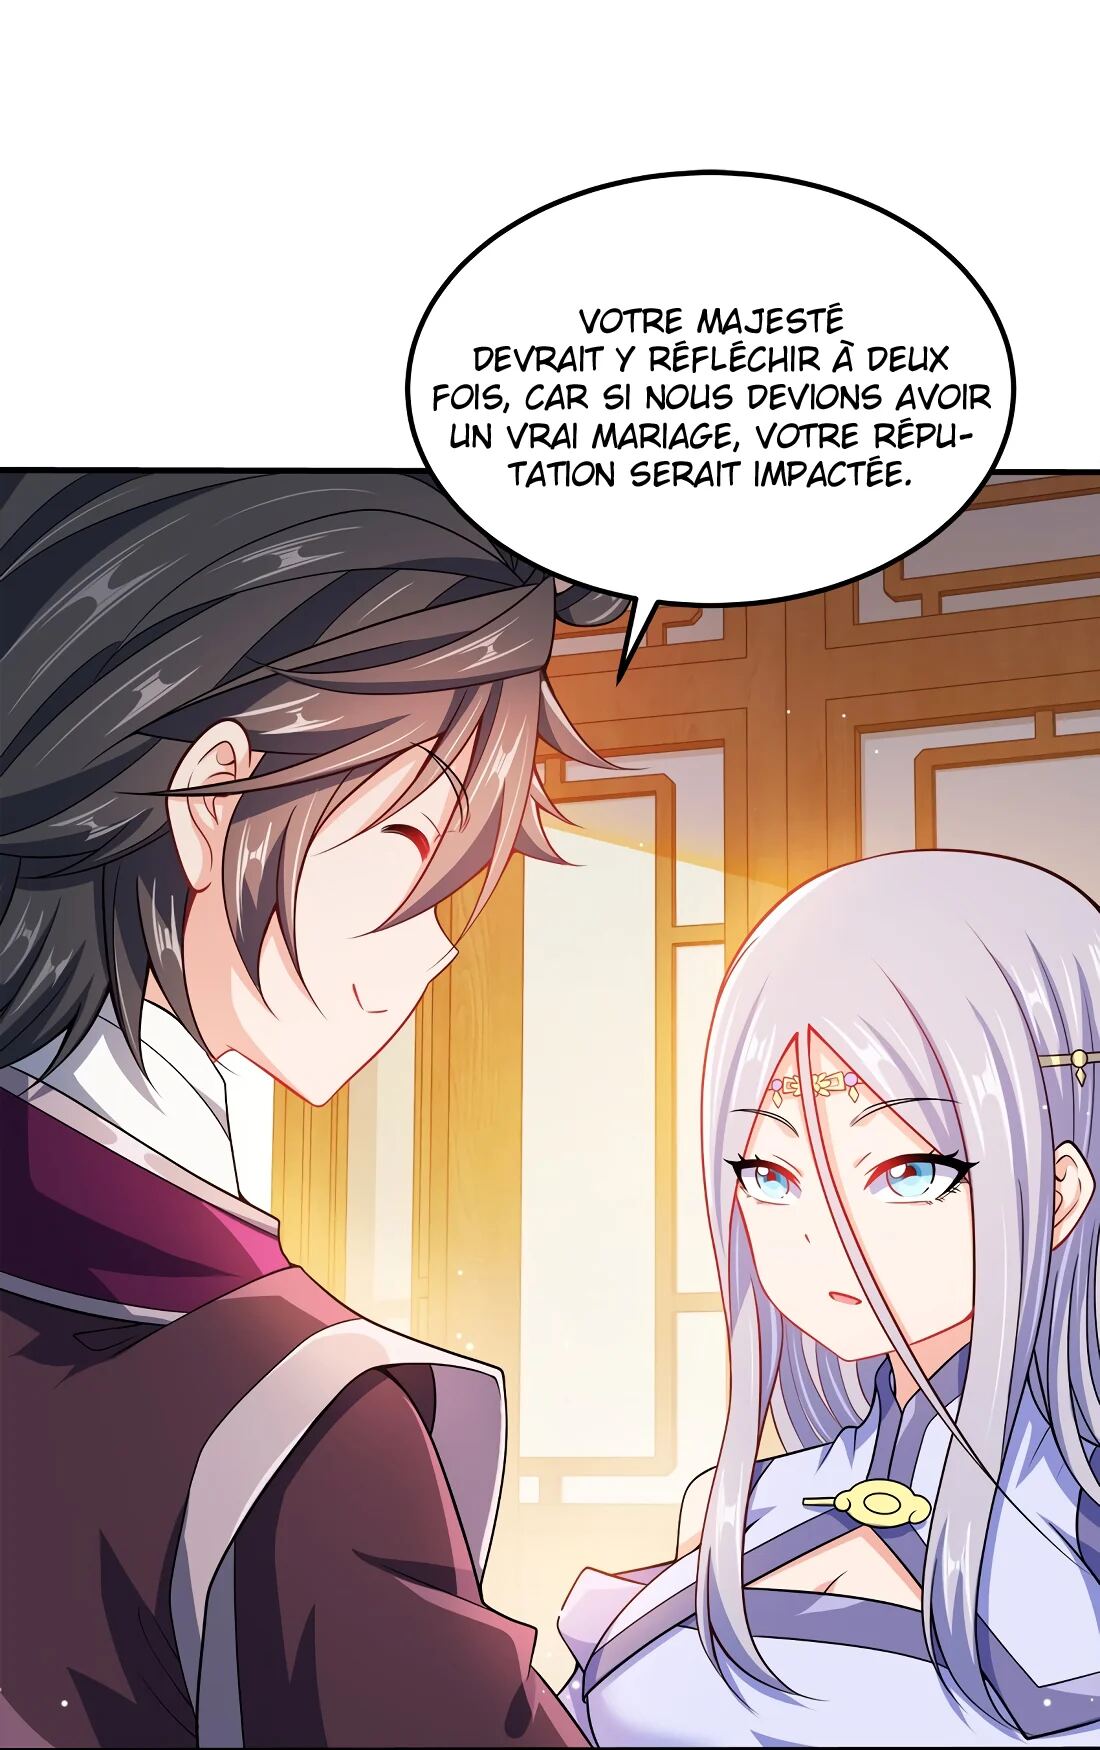 VOTRE MAJESTÉ
DEVRAIT Y RÉFLÉCHIR À DEUX
FOIS, CAR SI NOUS DEVIONS AVOIR
UN VRAI MARIAGE, VOTRE RÉPU-
TATION SERAIT IMPACTÉE.